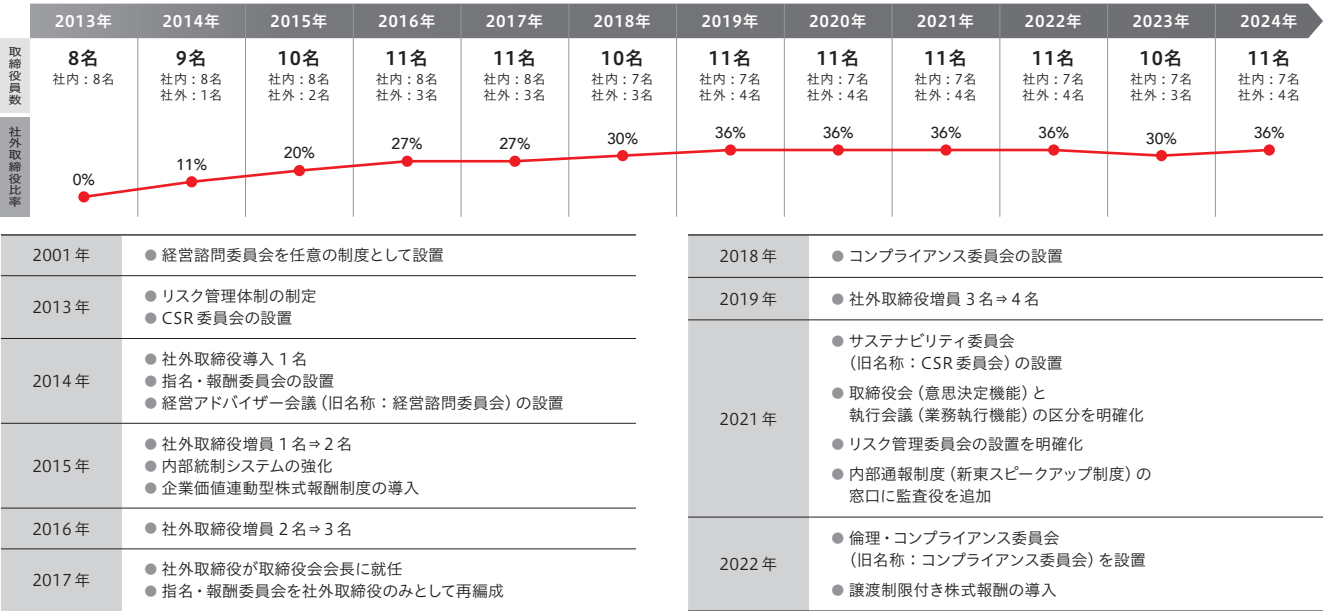 2013年 2014年 2015年 2016年 2017年 2018年 2019年 2020年 2021年 2022年 2023年 2024年
取締役員数
8名 9名 10名 11名 11名 10名 11名 11名 11名 11名 10名 11名
社内：8名 社内：8名 社内：8名 社内：8名 社内：8名 社内：7名 社内：7名 社内：7名 社内：7名 社内：7名 社内：7名 社内：7名
社外：1名 社外：2名 社外：3名 社外：3名 社外：3名 社外：4名 社外：4名 社外：4名 社外：4名 社外：3名 社外：4名
社外取締役比率
0% 11% 20% 27% 27% 30% 36% 36% 36% 36% 30% 36%
2001年
● 経営諮問委員会を任意の制度として設置
2013年
● リスク管理体制の制定
● CSR委員会の設置
2014年
● 社外取締役導入 1名
● 指名・報酬委員会の設置
● 経営アドバイザー会議（旧名称：経営諮問委員会）の設置
2015年
● 社外取締役増員 1名⇒2名
● 内部統制システムの強化
● 企業価値連動型株式報酬制度の導入
2016年
● 社外取締役増員 2名⇒3名
2017年
● 社外取締役が取締役会会長に就任
● 指名・報酬委員会を社外取締役のみとして再編成
2018年
● コンプライアンス委員会の設置
2019年
● 社外取締役増員 3名⇒4名
2021年
● サステナビリティ委員会
（旧名称：CSR委員会）の設置
● 取締役会（意思決定機能）と
執行会議（業務執行機能）の区分を明確化
● リスク管理委員会の設置を明確化
● 内部通報制度（新東スピークアップ制度）の
窓口に監査役を追加
2022年
● 倫理・コンプライアンス委員会
（旧名称：コンプライアンス委員会）を設置
● 譲渡制限付き株式報酬の導入